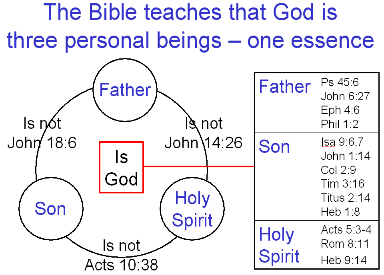 The Bible teaches that God is
three personal beings – one essence
Father
Is not
John 18:6
Is not
John 14:26
Is
God
Son
Holy
Spirit
Is not
Acts 10:38
Father
Ps 45:6
John 6:27
Eph 4:6
Phil 1:2
Son
Isa 9:6,7
John 1:14
Col 2:9
Tim 3:16
Titus 2:14
Heb 1:8
Holy
Spirit
Acts 5:3-4
Rom 8:11
Heb 9:14